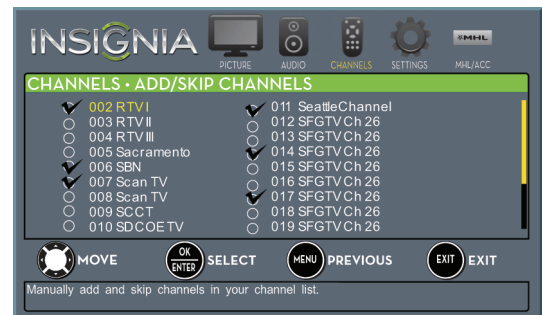 INSIGNIA
PICTURE AUDIO CHANNELS SETTINGS MHL/ACC
MHL
CHANNELS • ADD/SKIP CHANNELS
002 RTV I
003 RTV II
004 RTV III
005 Sacramento
006 SBN
007 Scan TV
008 Scan TV
009 SCCT
010 SDCOE TV
011 SeattleChannel
012 SFGTV Ch 26
013 SFGTV Ch 26
014 SFGTV Ch 26
015 SFGTV Ch 26
016 SFGTV Ch 26
017 SFGTV Ch 26
018 SFGTV Ch 26
019 SFGTV Ch 26
MOVE OK ENTER SELECT MENU PREVIOUS EXIT EXIT
Manually add and skip channels in your channel list.